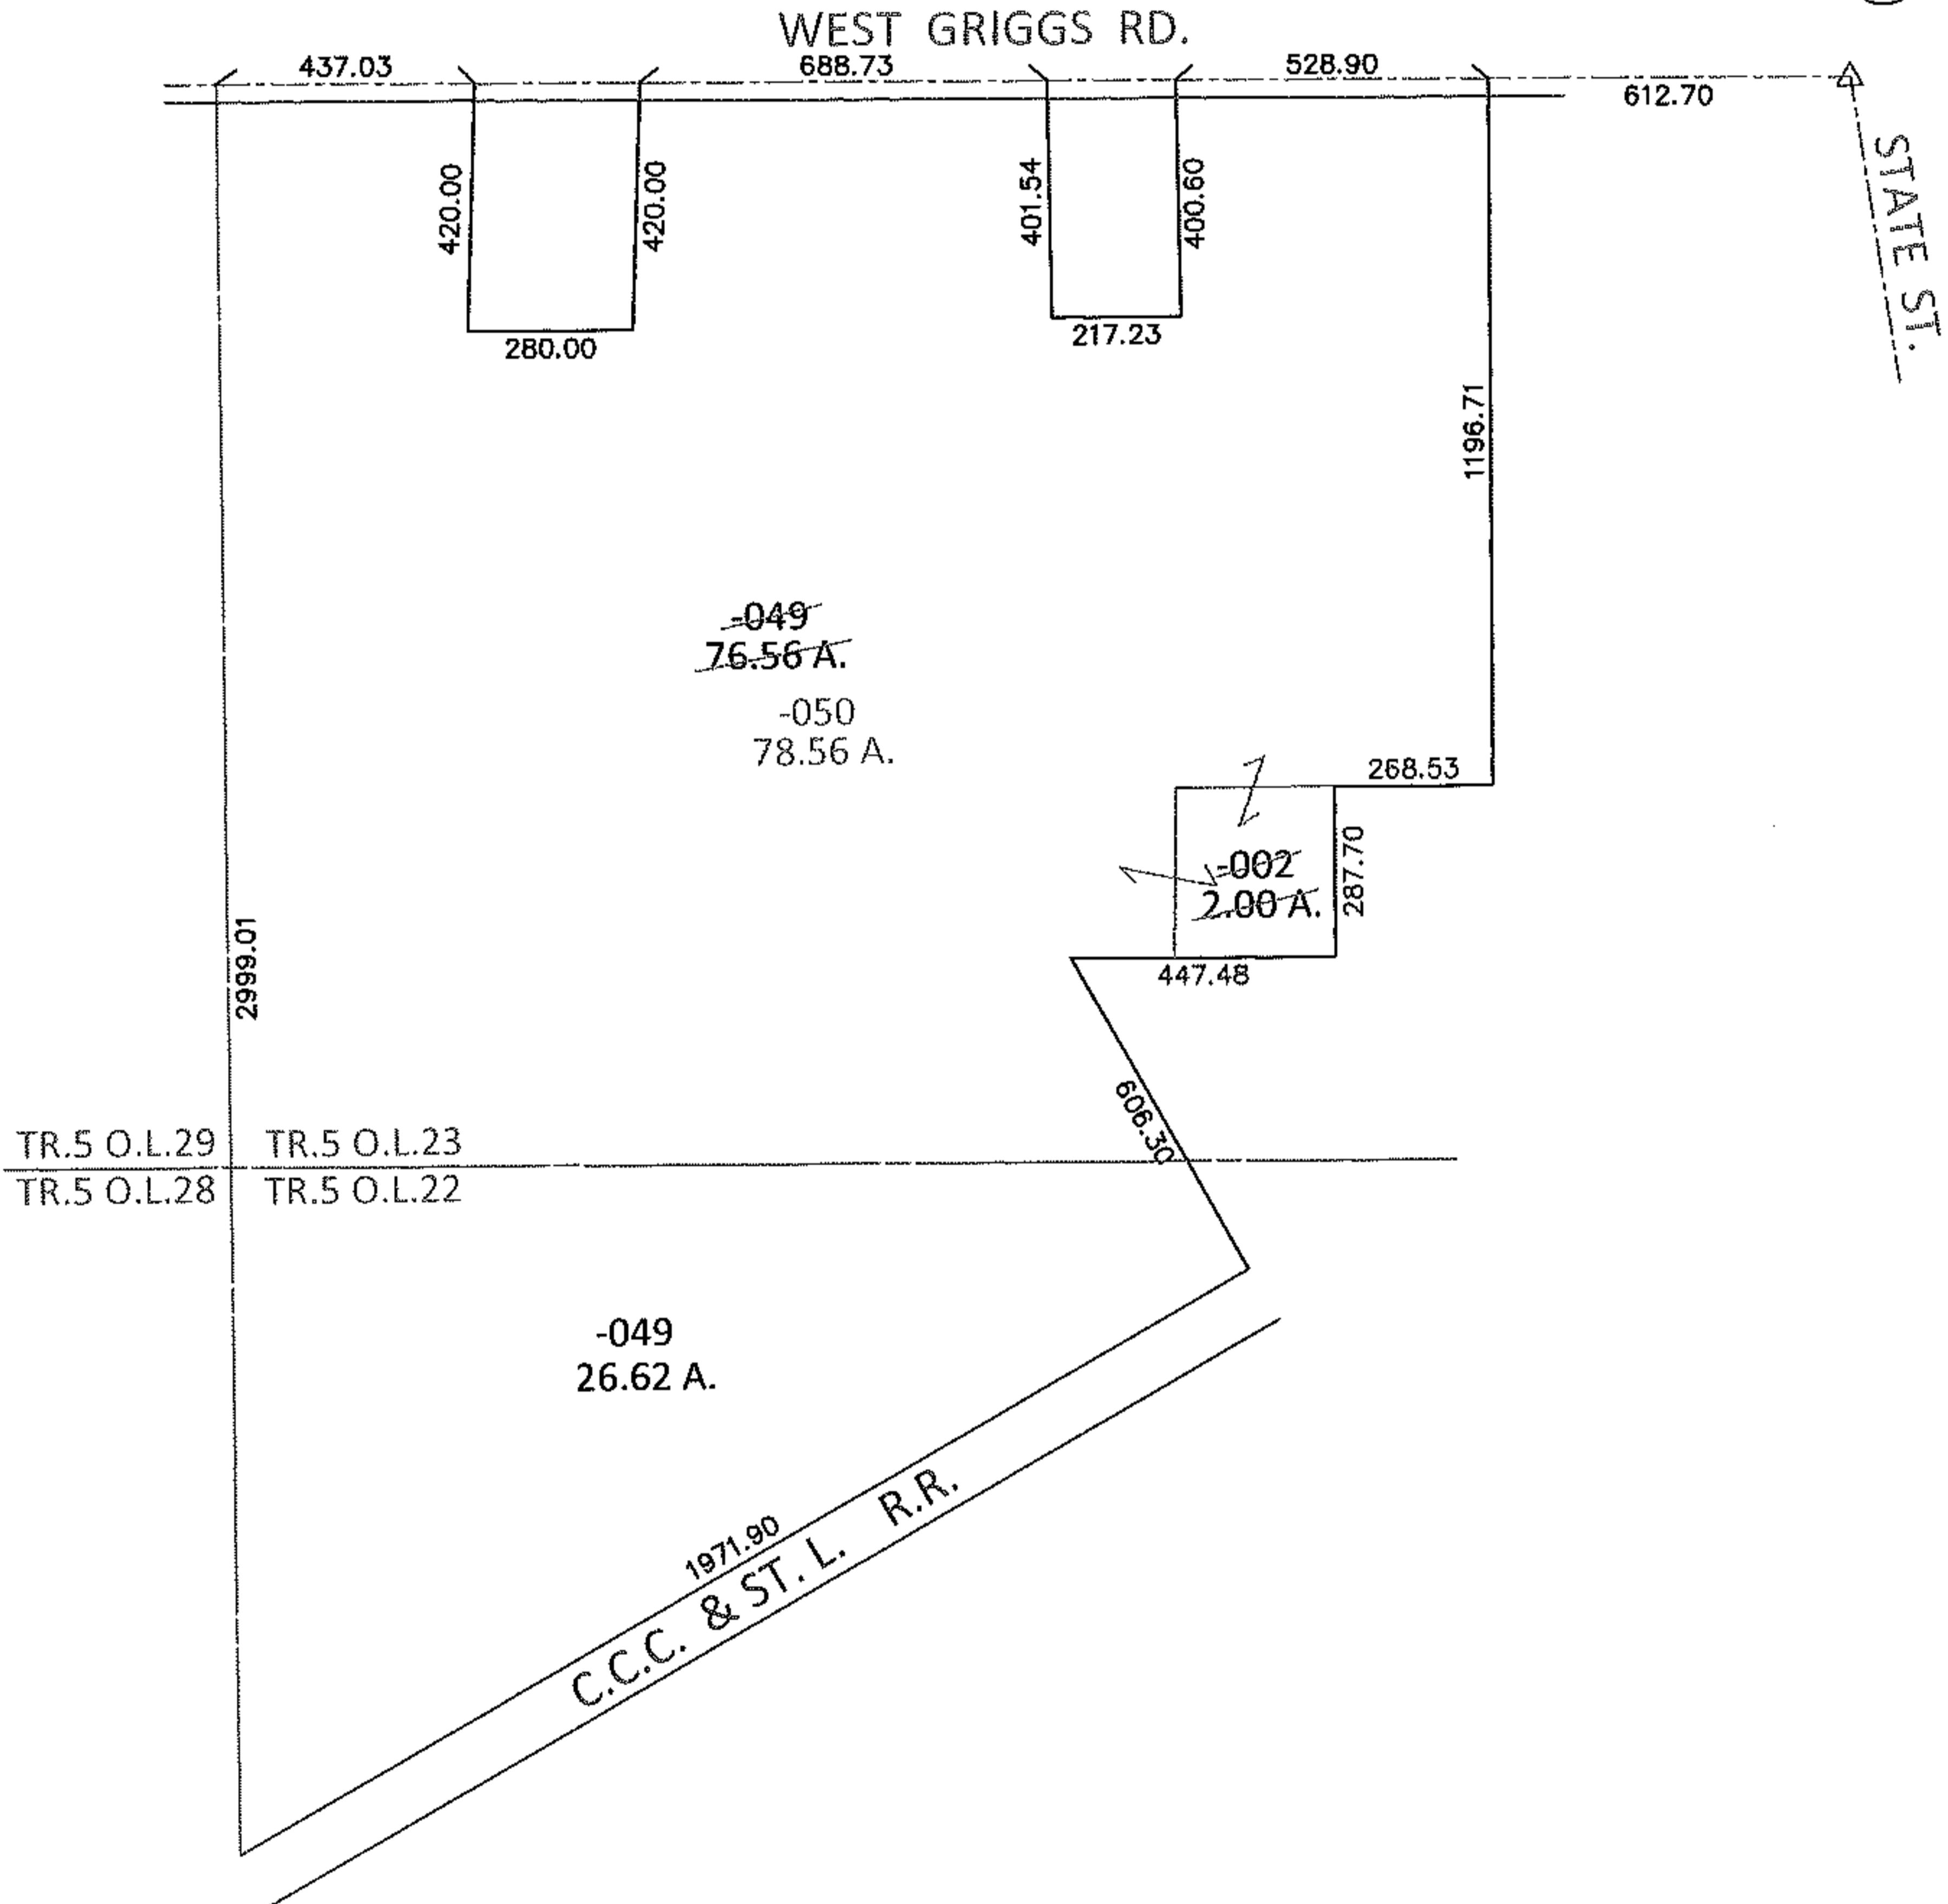 WEST GRIGGS RD.
437.03
688.73
528.90
612.70
STATE ST.
420.00
420.00
401.54
400.60
280.00
217.23
1196.71
-049
76.56 A.
-050
78.56 A.
268.53
-002
2.00 A.
287.70
447.48
2999.01
606.30
TR.5 O.L.29
TR.5 O.L.23
TR.5 O.L.28
TR.5 O.L.22
-049
26.62 A.
1971.90
C.C.C. & ST. L. R.R.